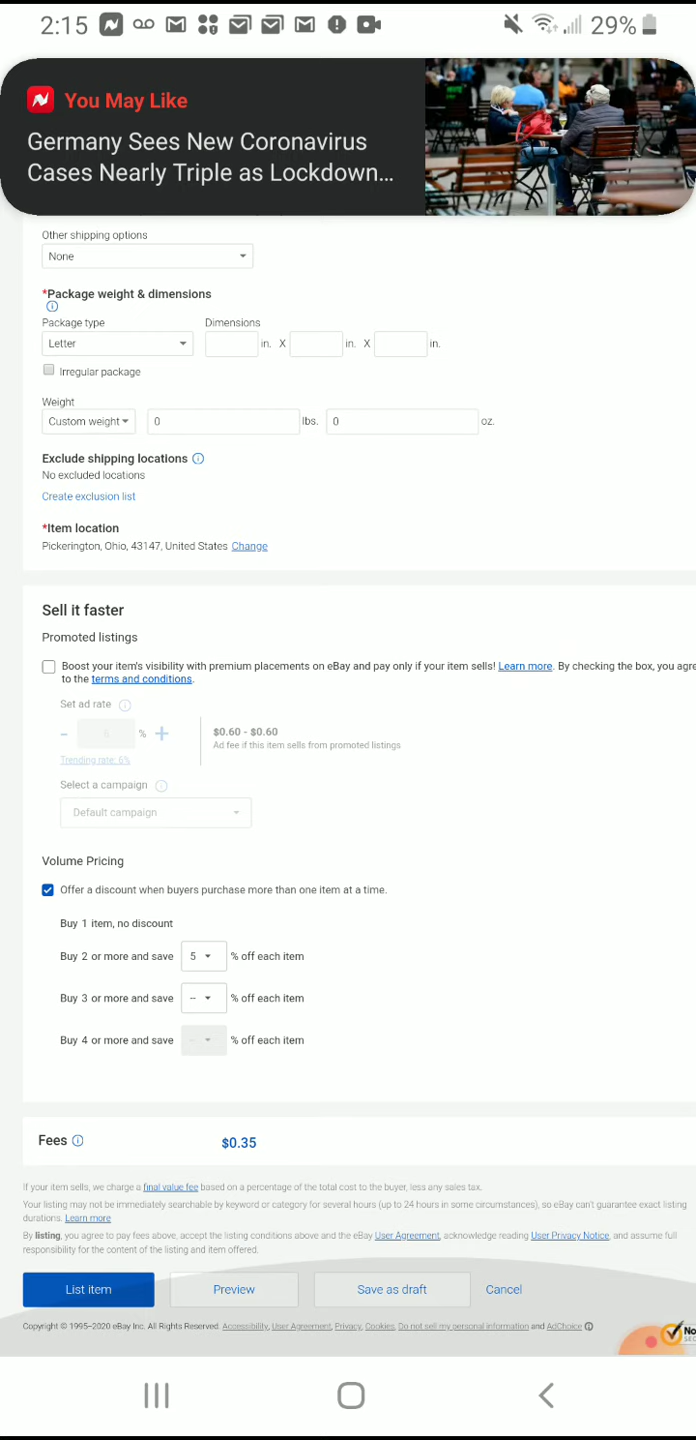 2:15
29%
You May Like
Germany Sees New Coronavirus
Cases Nearly Triple as Lockdown...
Other shipping options
None
*Package weight & dimensions
Package type
Dimensions
Letter
in. X in. X in.
Irregular package
Weight
Custom weight
0 lbs. 0 oz.
Exclude shipping locations
No excluded locations
Create exclusion list
*Item location
Pickerington, Ohio, 43147, United States Change
Sell it faster
Promoted listings
Boost your item's visibility with premium placements on eBay and pay only if your item sells! Learn more. By checking the box, you agre
to the terms and conditions.
Set ad rate
– 6 % +
$0.60 - $0.60
Ad fee if this item sells from promoted listings
Trending rate: 6%
Select a campaign
Default campaign
Volume Pricing
Offer a discount when buyers purchase more than one item at a time.
Buy 1 item, no discount
Buy 2 or more and save 5 % off each item
Buy 3 or more and save -- % off each item
Buy 4 or more and save -- % off each item
Fees
$0.35
If your item sells, we charge a final value fee based on a percentage of the total cost to the buyer, less any sales tax.
Your listing may not be immediately searchable by keyword or category for several hours (up to 24 hours in some circumstances), so eBay can't guarantee exact listing
durations. Learn more
By listing, you agree to pay fees above, accept the listing conditions above and the eBay User Agreement, acknowledge reading User Privacy Notice, and assume full
responsibility for the content of the listing and item offered.
List item
Preview
Save as draft
Cancel
Copyright © 1995-2020 eBay Inc. All Rights Reserved. Accessibility, User Agreement, Privacy, Cookies, Do not sell my personal information and AdChoice
No